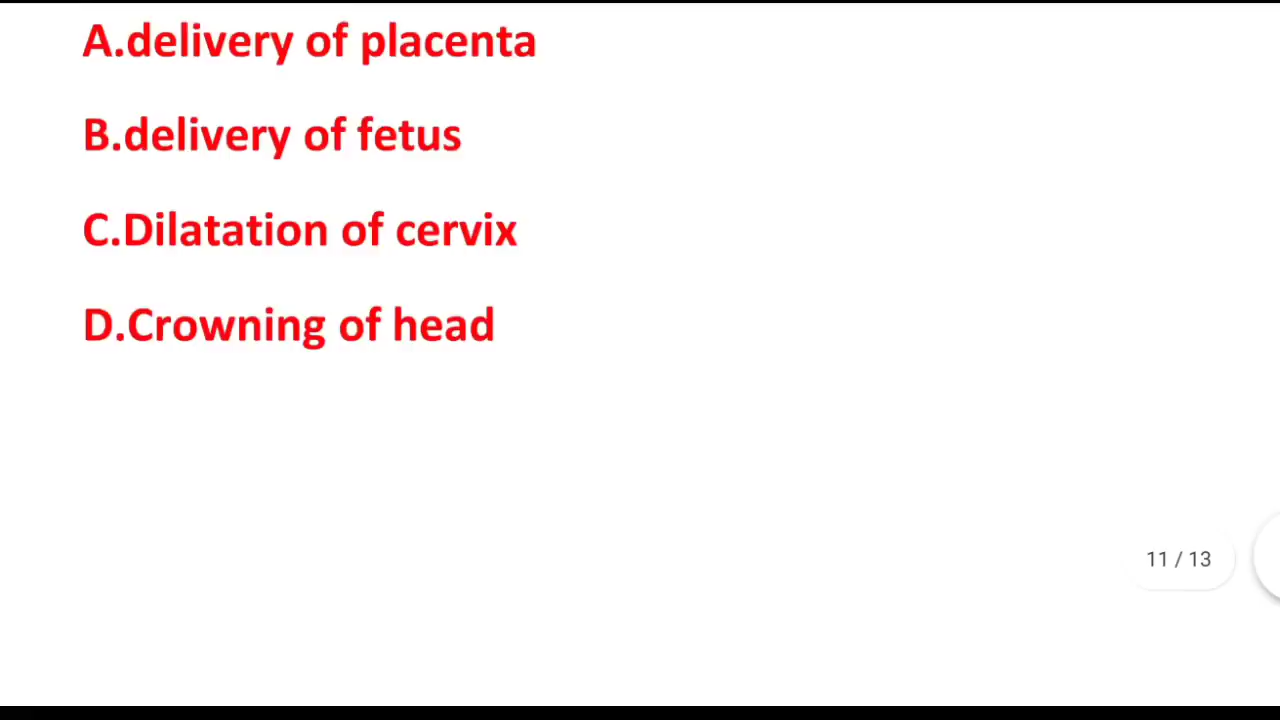 A.delivery of placenta
B.delivery of fetus
C.Dilatation of cervix
D.Crowning of head
11 / 13